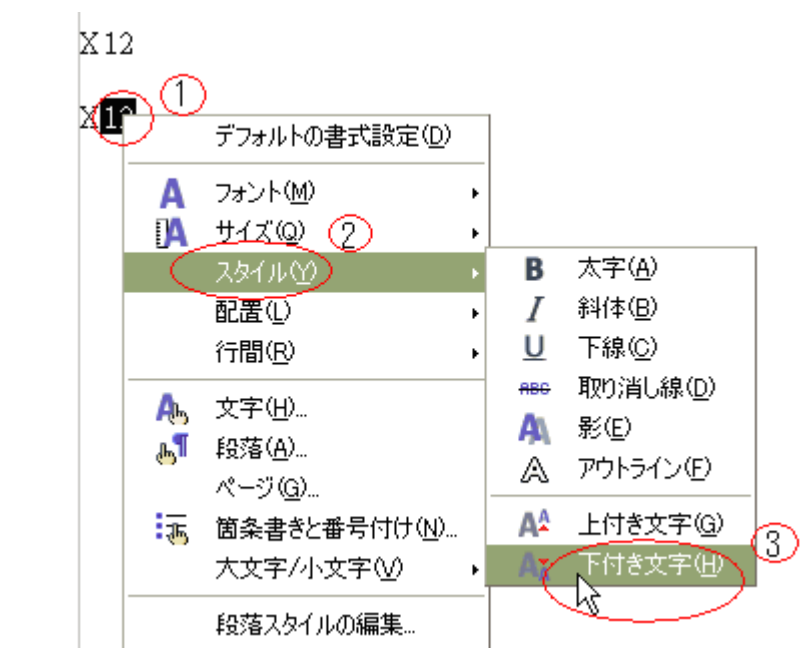 X12
①
X12
デフォルトの書式設定(D)
フォント(M)
サイズ(Q)
②
スタイル(Y)
配置(L)
行間(R)
文字(H)...
段落(A)...
ページ(G)...
箇条書きと番号付け(N)...
大文字/小文字(V)
段落スタイルの編集...
B 太字(A)
I 斜体(B)
U 下線(C)
ABC 取り消し線(D)
影(E)
アウトライン(F)
上付き文字(G)
③
下付き文字(H)